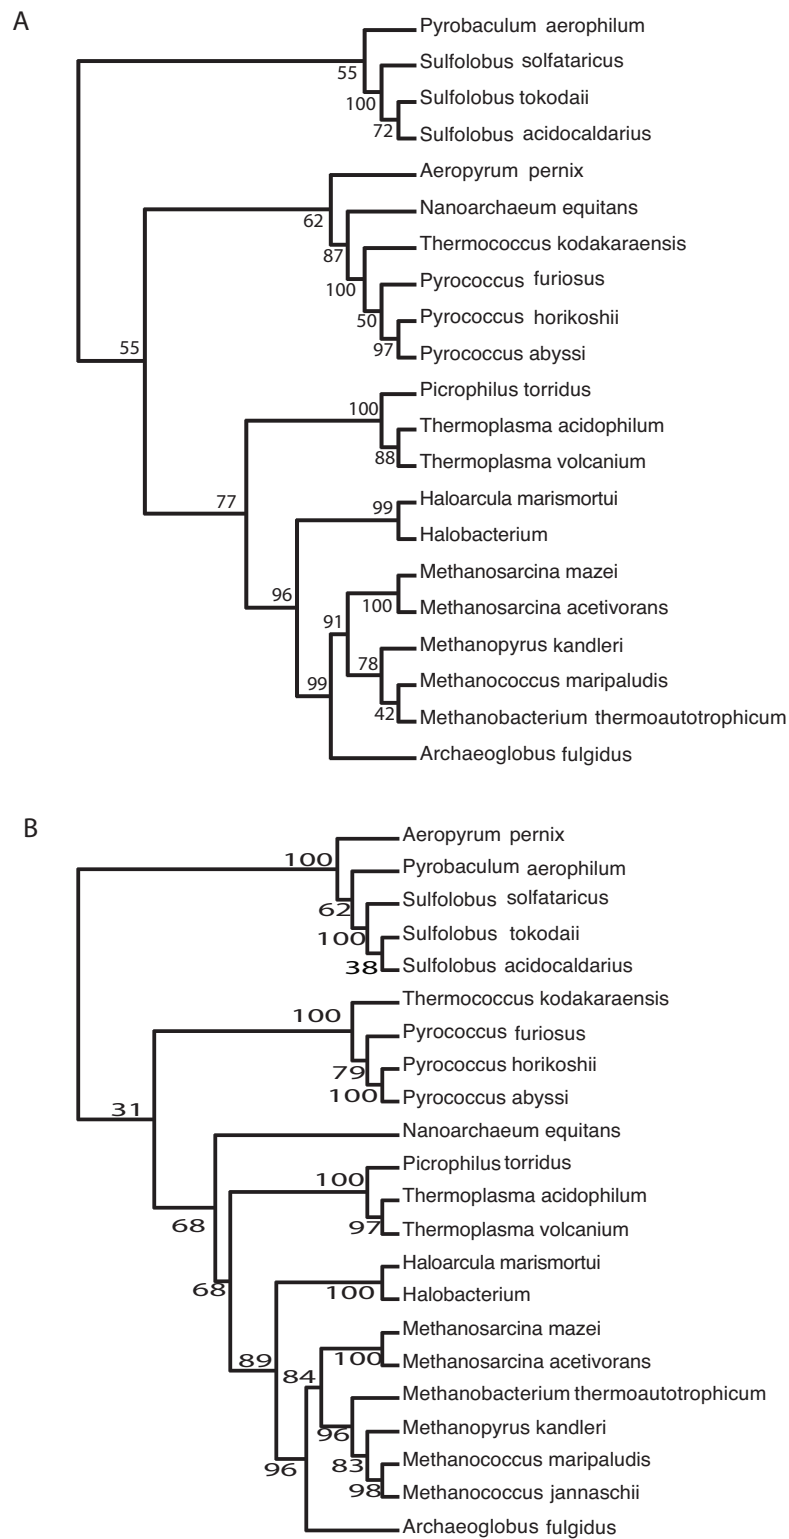 A
Pyrobaculum aerophilum
55
Sulfolobus solfataricus
100
Sulfolobus tokodaii
72
Sulfolobus acidocaldarius
Aeropyrum pernix
62
Nanoarchaeum equitans
87
Thermococcus kodakaraensis
100
Pyrococcus furiosus
50
Pyrococcus horikoshii
97
Pyrococcus abyssi
55
Picrophilus torridus
100
Thermoplasma acidophilum
88
Thermoplasma volcanium
77
Haloarcula marismortui
99
Halobacterium
96
Methanosarcina mazei
100
Methanosarcina acetivorans
91
Methanopyrus kandleri
78
Methanococcus maripaludis
99
42
Methanobacterium thermoautotrophicum
Archaeoglobus fulgidus
B
Aeropyrum pernix
100
Pyrobaculum aerophilum
62
Sulfolobus solfataricus
100
Sulfolobus tokodaii
38
Sulfolobus acidocaldarius
Thermococcus kodakaraensis
100
Pyrococcus furiosus
79
Pyrococcus horikoshii
100
Pyrococcus abyssi
31
Nanoarchaeum equitans
68
Picrophilus torridus
100
Thermoplasma acidophilum
97
Thermoplasma volcanium
68
Haloarcula marismortui
100
Halobacterium
89
Methanosarcina mazei
100
Methanosarcina acetivorans
84
Methanobacterium thermoautotrophicum
96
Methanopyrus kandleri
83
Methanococcus maripaludis
96
98
Methanococcus jannaschii
Archaeoglobus fulgidus